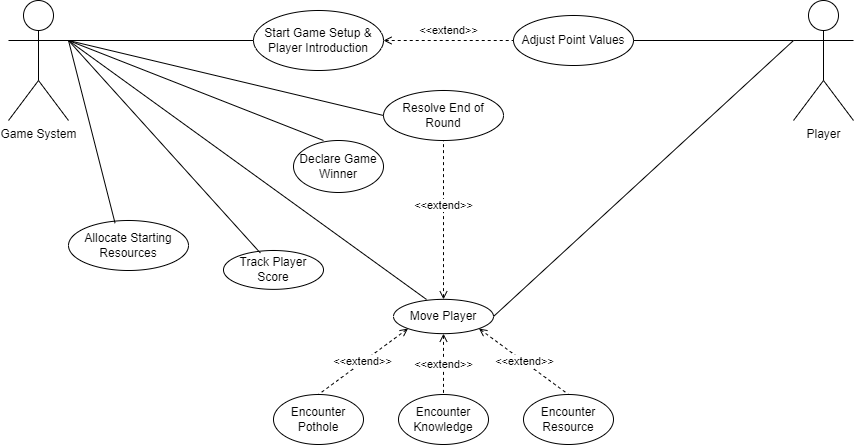 Start Game Setup &
Player Introduction
<<extend>>
Adjust Point Values
Game System
Player
Resolve End of
Round
Declare Game
Winner
<<extend>>
Allocate Starting
Resources
Track Player
Score
Move Player
<<extend>>
<<extend>>
<<extend>>
Encounter
Pothole
Encounter
Knowledge
Encounter
Resource